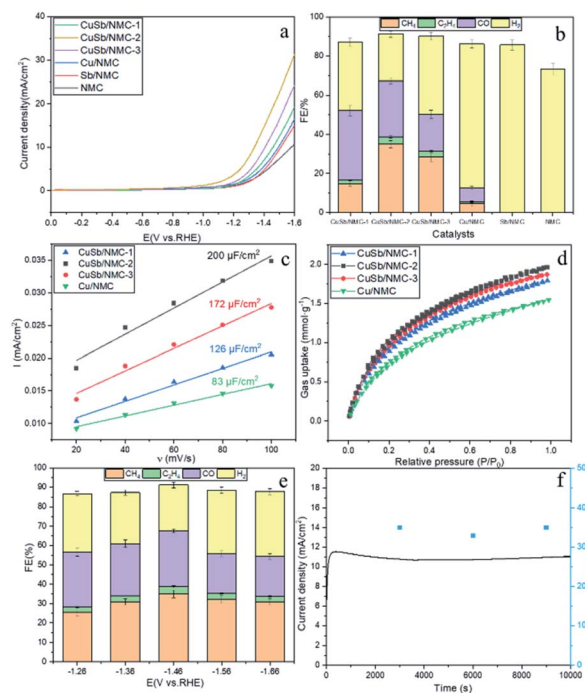 a
CuSb/NMC-1
CuSb/NMC-2
CuSb/NMC-3
Cu/NMC
Sb/NMC
NMC
Current density(mA/cm²)
40
30
20
10
0
0.0 -0.2 -0.4 -0.6 -0.8 -1.0 -1.2 -1.4 -1.6
E(V vs.RHE)
b
CH₄ C₂H₄ CO H₂
FE/%
100
80
60
40
20
0
CuSb/NMC-1 CuSb/NMC-2 CuSb/NMC-3 Cu/NMC Sb/NMC NMC
Catalysts
c
CuSb/NMC-1
CuSb/NMC-2
CuSb/NMC-3
Cu/NMC
200 μF/cm²
172 μF/cm²
126 μF/cm²
83 μF/cm²
I (mA/cm²)
0.035
0.030
0.025
0.020
0.015
0.010
20 40 60 80 100
ν (mV/s)
d
CuSb/NMC-1
CuSb/NMC-2
CuSb/NMC-3
Cu/NMC
Gas uptake (mmol·g⁻¹)
2.0
1.5
1.0
0.5
0.0
0.0 0.2 0.4 0.6 0.8 1.0
Relative pressure (P/P₀)
e
CH₄ C₂H₄ CO H₂
FE(%)
100
90
80
70
60
50
40
30
20
10
0
-1.26 -1.36 -1.46 -1.56 -1.66
E(V vs.RHE)
f
Current density (mA/cm²)
20
18
16
14
12
10
8
6
4
2
0
50
40
30
20
10
0
0 2000 4000 6000 8000 10000
Time (s)